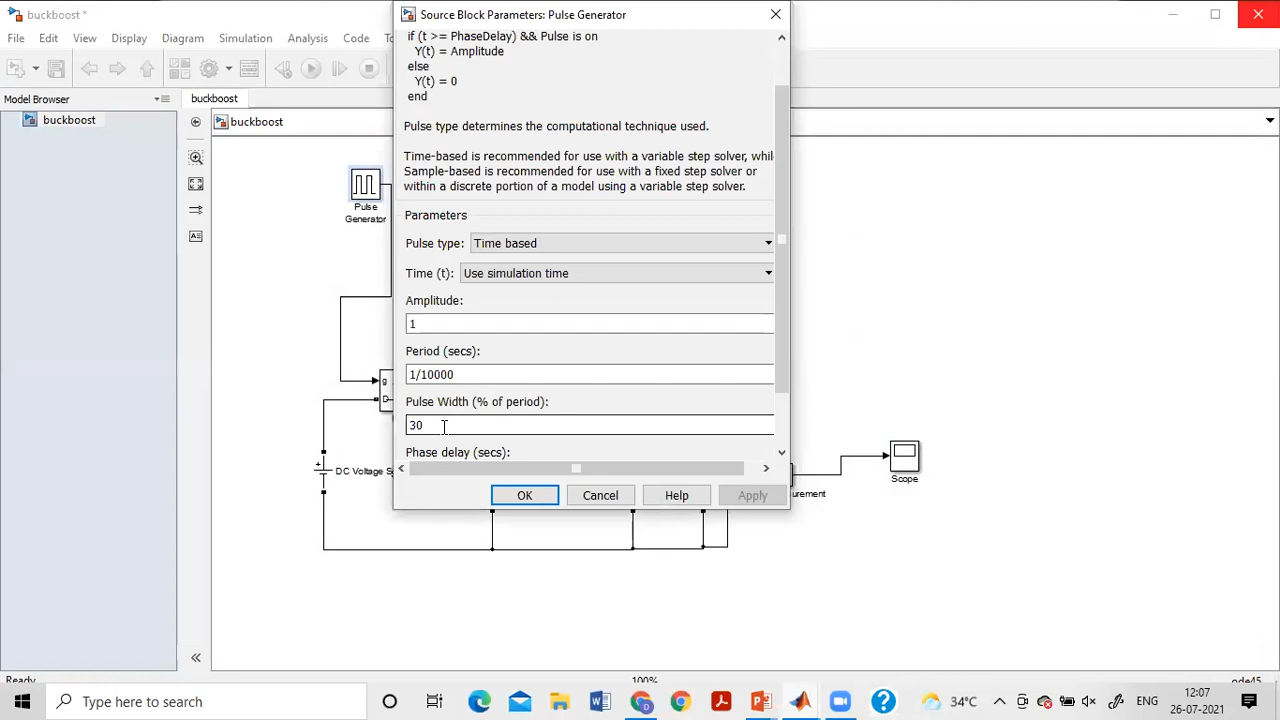 buckboost *
Source Block Parameters: Pulse Generator
File Edit View Display Diagram Simulation Analysis Code
Model Browser
buckboost
buckboost
buckboost
if (t >= PhaseDelay) && Pulse is on
Y(t) = Amplitude
else
Y(t) = 0
end
Pulse type determines the computational technique used.
Time-based is recommended for use with a variable step solver, while
Sample-based is recommended for use with a fixed step solver or
within a discrete portion of a model using a variable step solver.
Parameters
Pulse type: Time based
Time (t): Use simulation time
Amplitude:
1
Period (secs):
1/10000
Pulse Width (% of period):
30
Phase delay (secs):
OK Cancel Help Apply
Pulse
Generator
g
D
+
DC Voltage S
urement
Scope
Ready
100%
ode45
Type here to search
34°C
ENG
12:07
26-07-2021